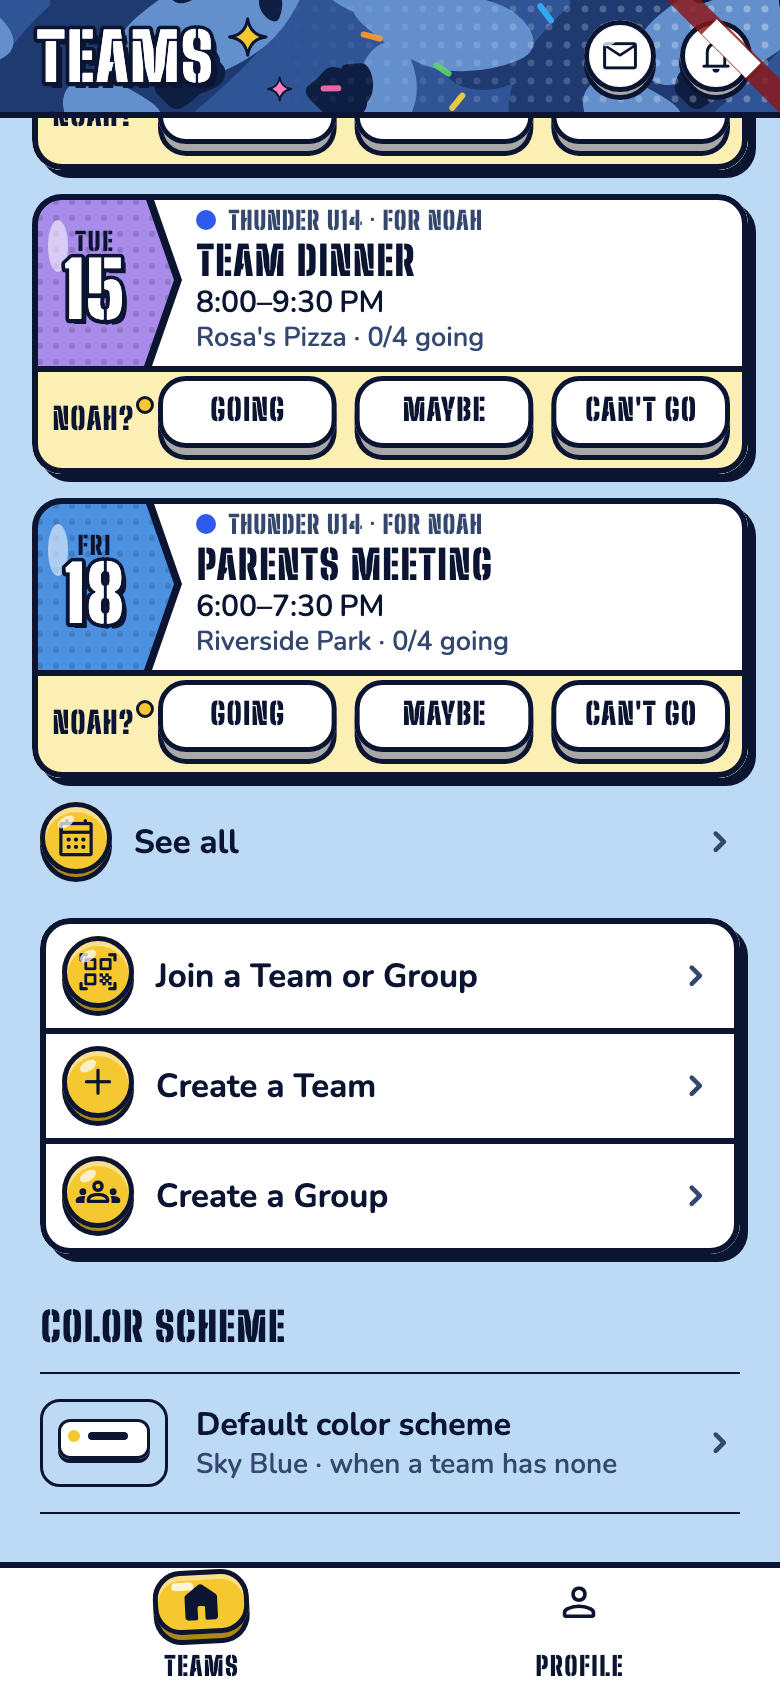 TEAMS
NOAH?
TUE
15
THUNDER U14 · FOR NOAH
TEAM DINNER
8:00–9:30 PM
Rosa's Pizza · 0/4 going
NOAH?
GOING
MAYBE
CAN'T GO
FRI
18
THUNDER U14 · FOR NOAH
PARENTS MEETING
6:00–7:30 PM
Riverside Park · 0/4 going
NOAH?
GOING
MAYBE
CAN'T GO
See all
Join a Team or Group
Create a Team
Create a Group
COLOR SCHEME
Default color scheme
Sky Blue · when a team has none
TEAMS
PROFILE